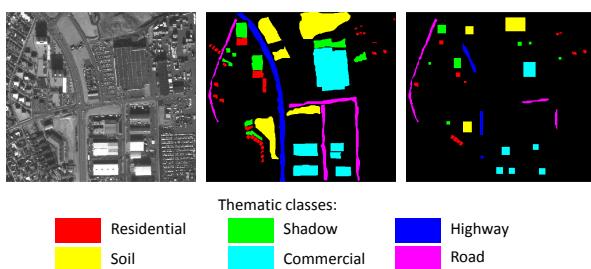 Thematic classes:
Residential Shadow Highway
Soil Commercial Road